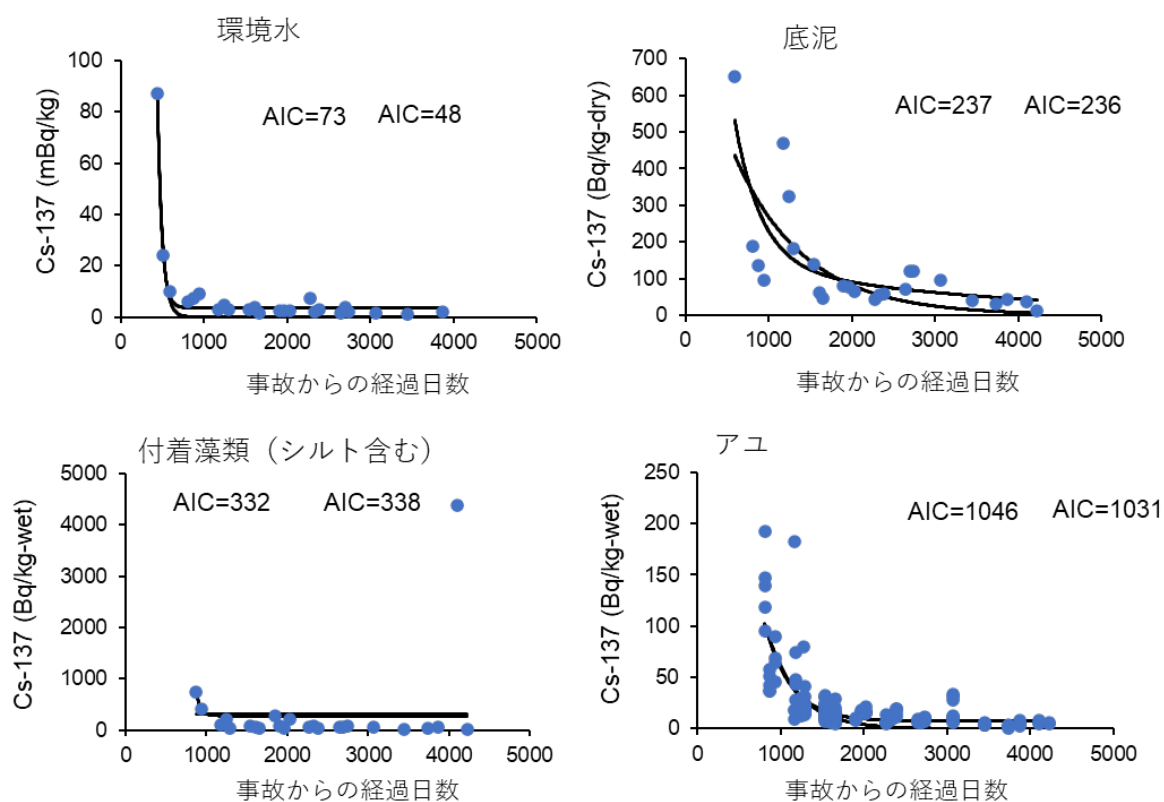 環境水
100
80
60
40
20
0
Cs-137 (mBq/kg)
AIC=73 AIC=48
0 1000 2000 3000 4000 5000
事故からの経過日数
底泥
700
600
500
400
300
200
100
0
Cs-137 (Bq/kg-dry)
AIC=237 AIC=236
0 1000 2000 3000 4000 5000
事故からの経過日数
付着藻類（シルト含む）
5000
4000
3000
2000
1000
0
Cs-137 (Bq/kg-wet)
AIC=332 AIC=338
0 1000 2000 3000 4000 5000
事故からの経過日数
アユ
250
200
150
100
50
0
Cs-137 (Bq/kg-wet)
AIC=1046 AIC=1031
0 1000 2000 3000 4000 5000
事故からの経過日数